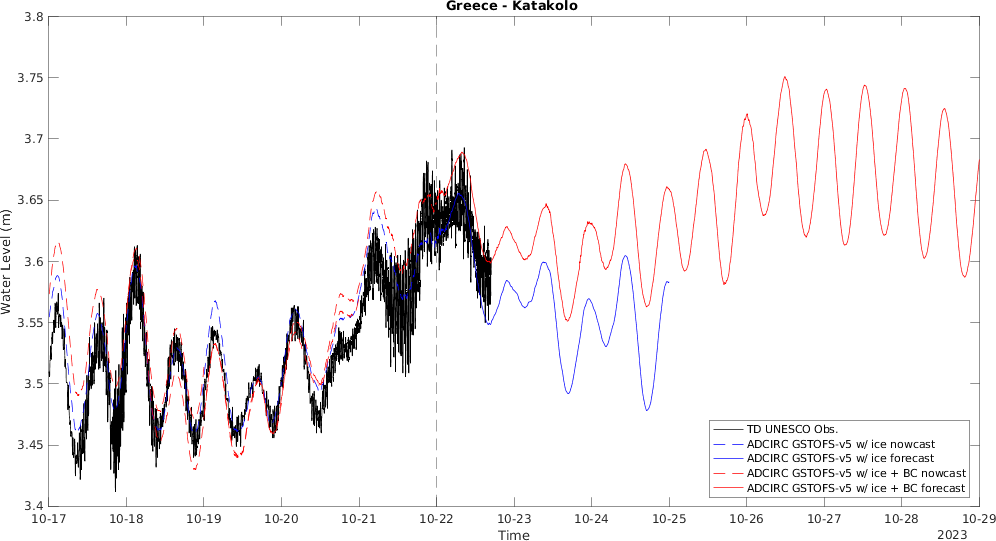 Greece - Katakolo
3.8
3.75
3.7
3.65
3.6
3.55
3.5
3.45
3.4
Water Level (m)
10-17 10-18 10-19 10-20 10-21 10-22 10-23 10-24 10-25 10-26 10-27 10-28 10-29
Time
2023
TD UNESCO Obs.
ADCIRC GSTOFS-v5 w/ ice nowcast
ADCIRC GSTOFS-v5 w/ ice forecast
ADCIRC GSTOFS-v5 w/ ice + BC nowcast
ADCIRC GSTOFS-v5 w/ ice + BC forecast